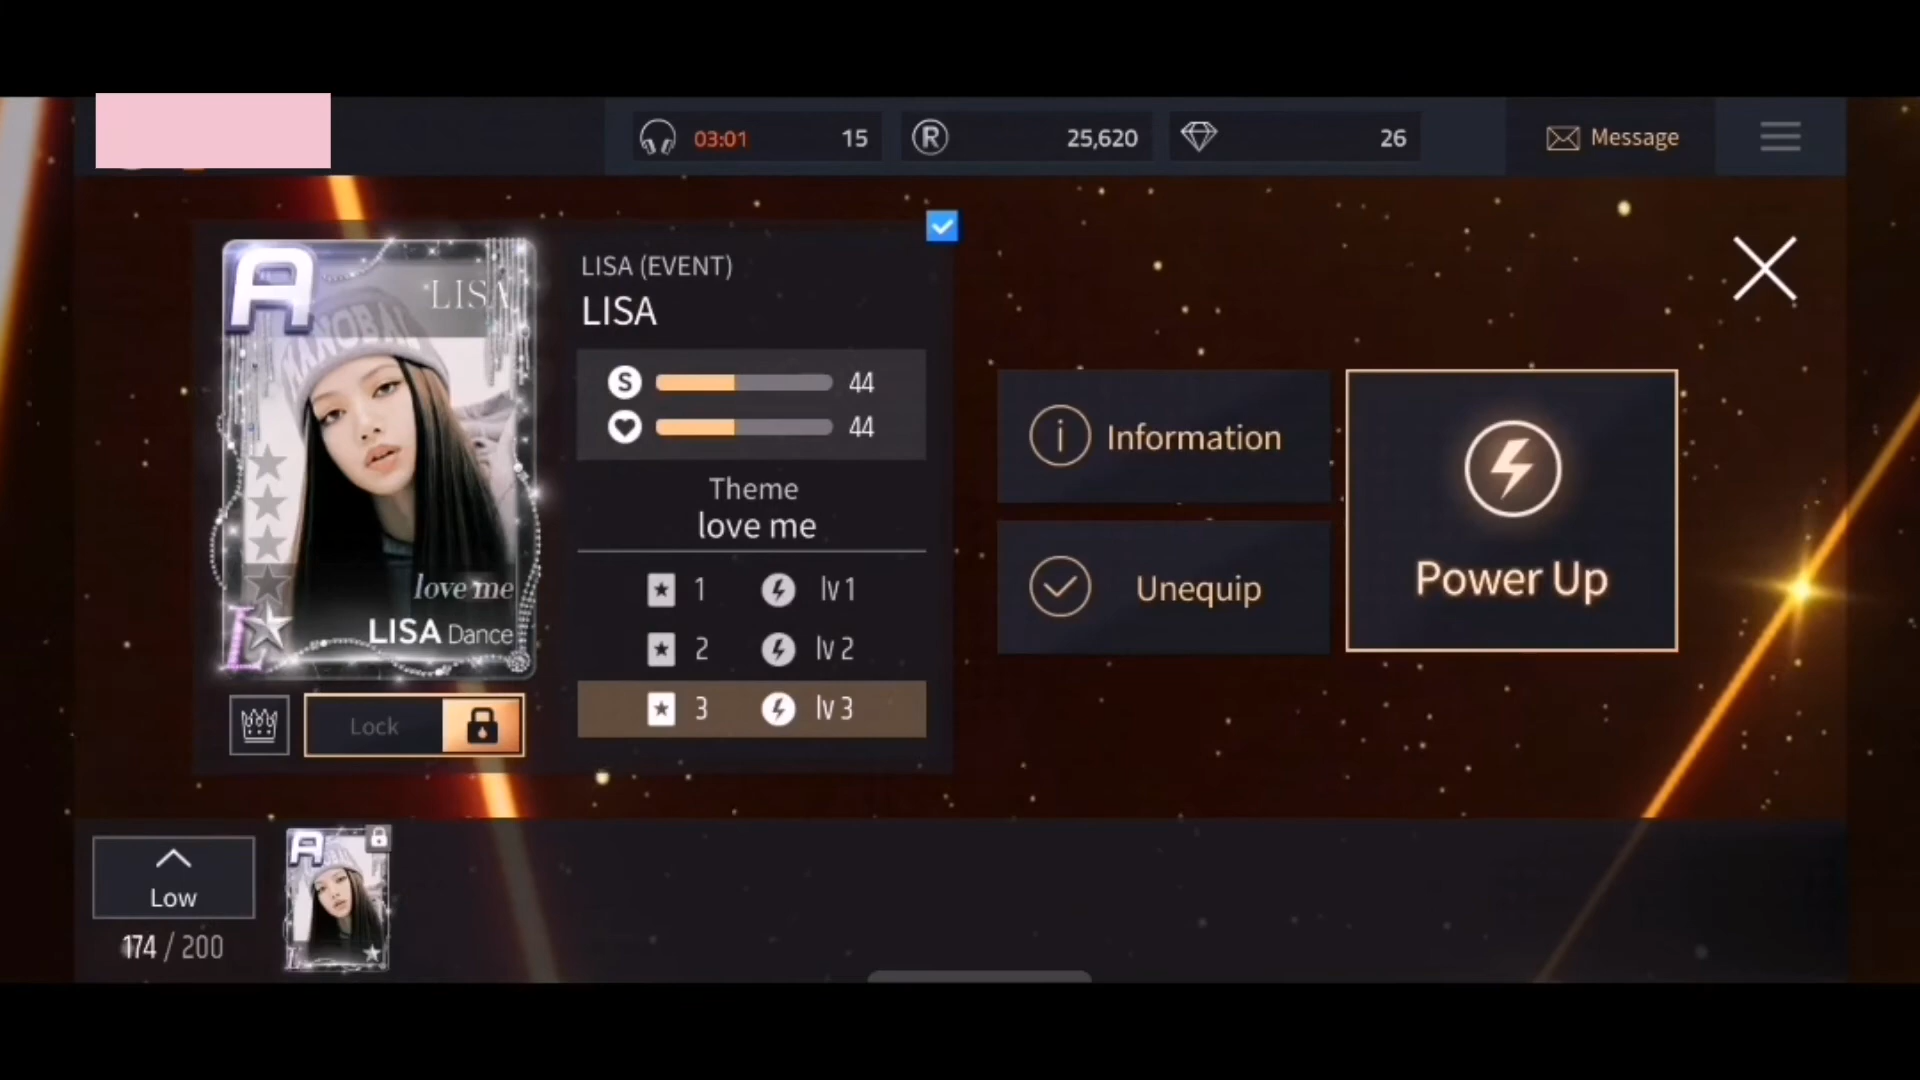 03:01 15
R 25,620
26
Message
A
LISA
MANOBAL
love me
LISA Dance
L
Lock
LISA (EVENT)
LISA
S 44
44
Theme
love me
1 lv 1
2 lv 2
3 lv 3
i Information
Unequip
Power Up
Low
174 / 200
A